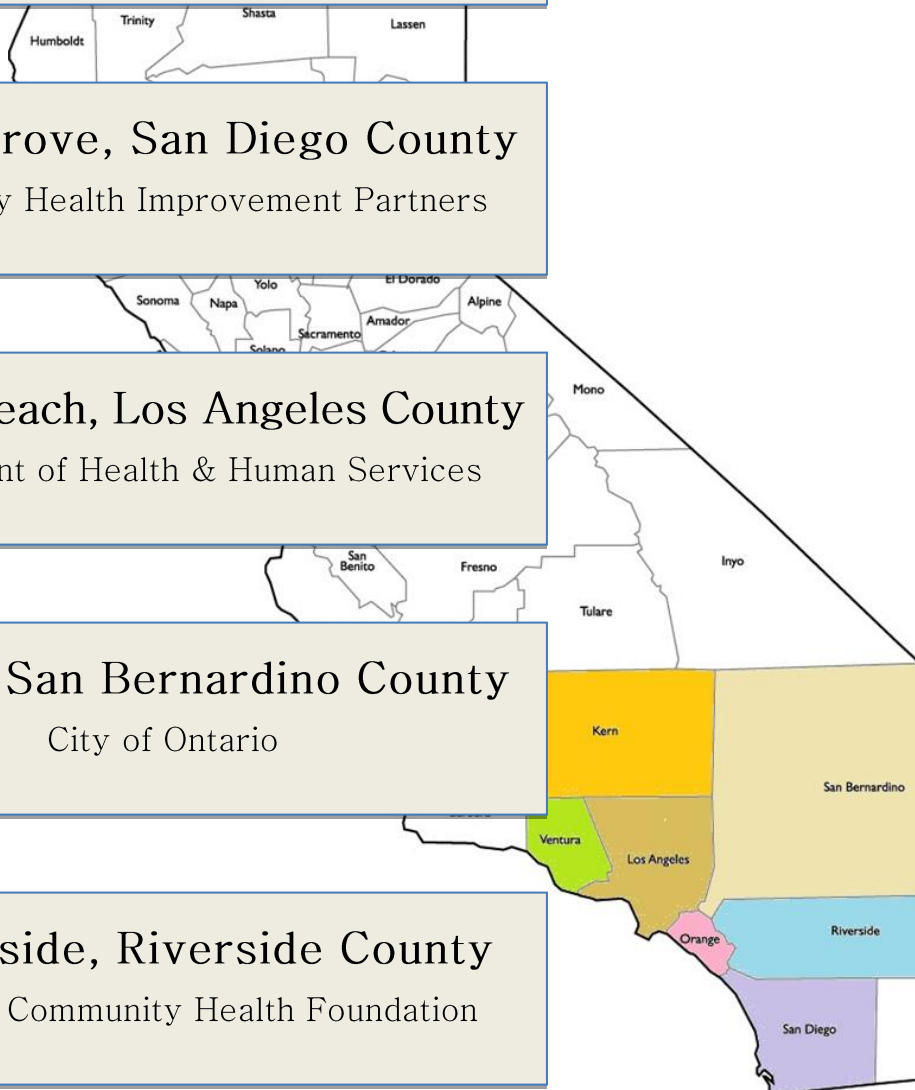 Shasta
Trinity
Lassen
Humboldt
rove, San Diego County
y Health Improvement Partners
El Dorado
Yolo
Sonoma
Napa
Alpine
Amador
Sacramento
Solano
Mono
each, Los Angeles County
nt of Health & Human Services
San
Benito
Fresno
Inyo
Tulare
San Bernardino County
City of Ontario
Kern
San Bernardino
Ventura
Los Angeles
side, Riverside County
Community Health Foundation
Orange
Riverside
San Diego